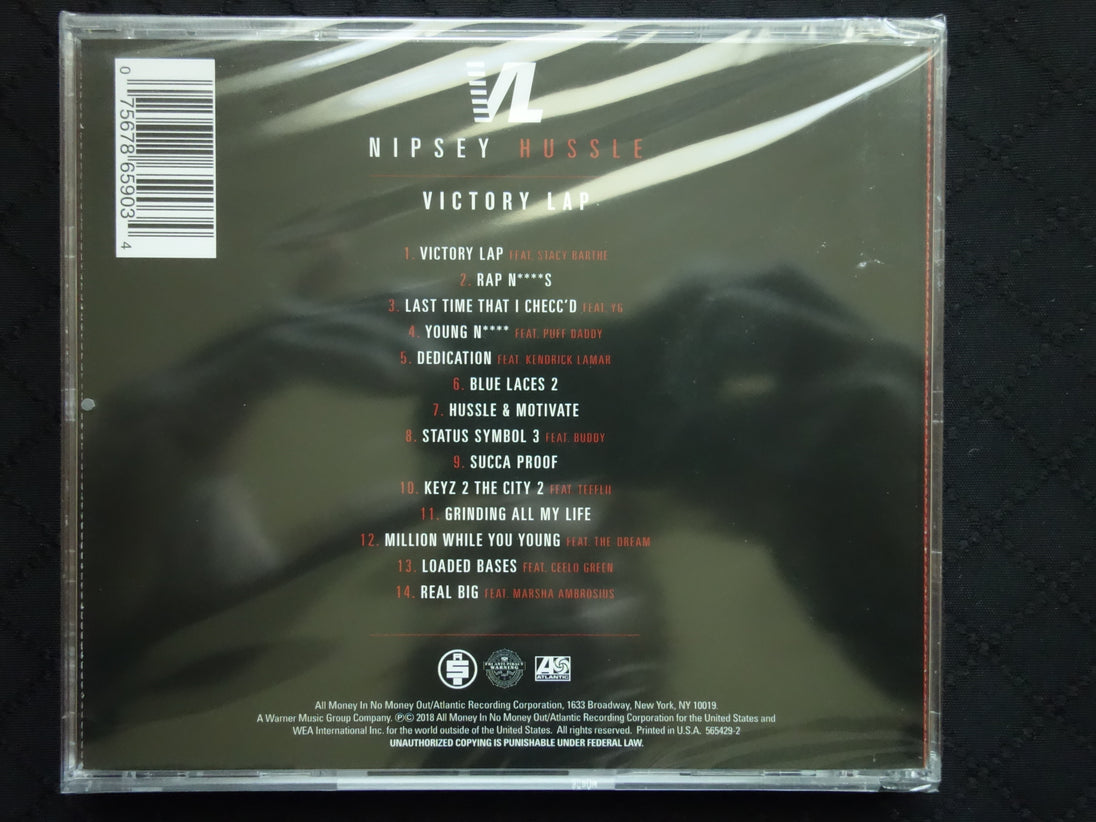 VL
NIPSEY HUSSLE
VICTORY LAP
0 75678 65903 4
1. VICTORY LAP FEAT. STACY BARTHE
2. RAP N****S
3. LAST TIME THAT I CHECC'D FEAT. YG
4. YOUNG N**** FEAT. PUFF DADDY
5. DEDICATION FEAT. KENDRICK LAMAR
6. BLUE LACES 2
7. HUSSLE & MOTIVATE
8. STATUS SYMBOL 3 FEAT. BUDDY
9. SUCCA PROOF
10. KEYZ 2 THE CITY 2 FEAT. TEEFLII
11. GRINDING ALL MY LIFE
12. MILLION WHILE YOU YOUNG FEAT. THE DREAM
13. LOADED BASES FEAT. CEELO GREEN
14. REAL BIG FEAT. MARSHA AMBROSIUS
FBI ANTI-PIRACY
WARNING
ATLANTIC
All Money In No Money Out/Atlantic Recording Corporation, 1633 Broadway, New York, NY 10019.
A Warner Music Group Company. ℗© 2018 All Money In No Money Out/Atlantic Recording Corporation for the United States and
WEA International Inc. for the world outside of the United States. All rights reserved. Printed in U.S.A. 565429-2
UNAUTHORIZED COPYING IS PUNISHABLE UNDER FEDERAL LAW.